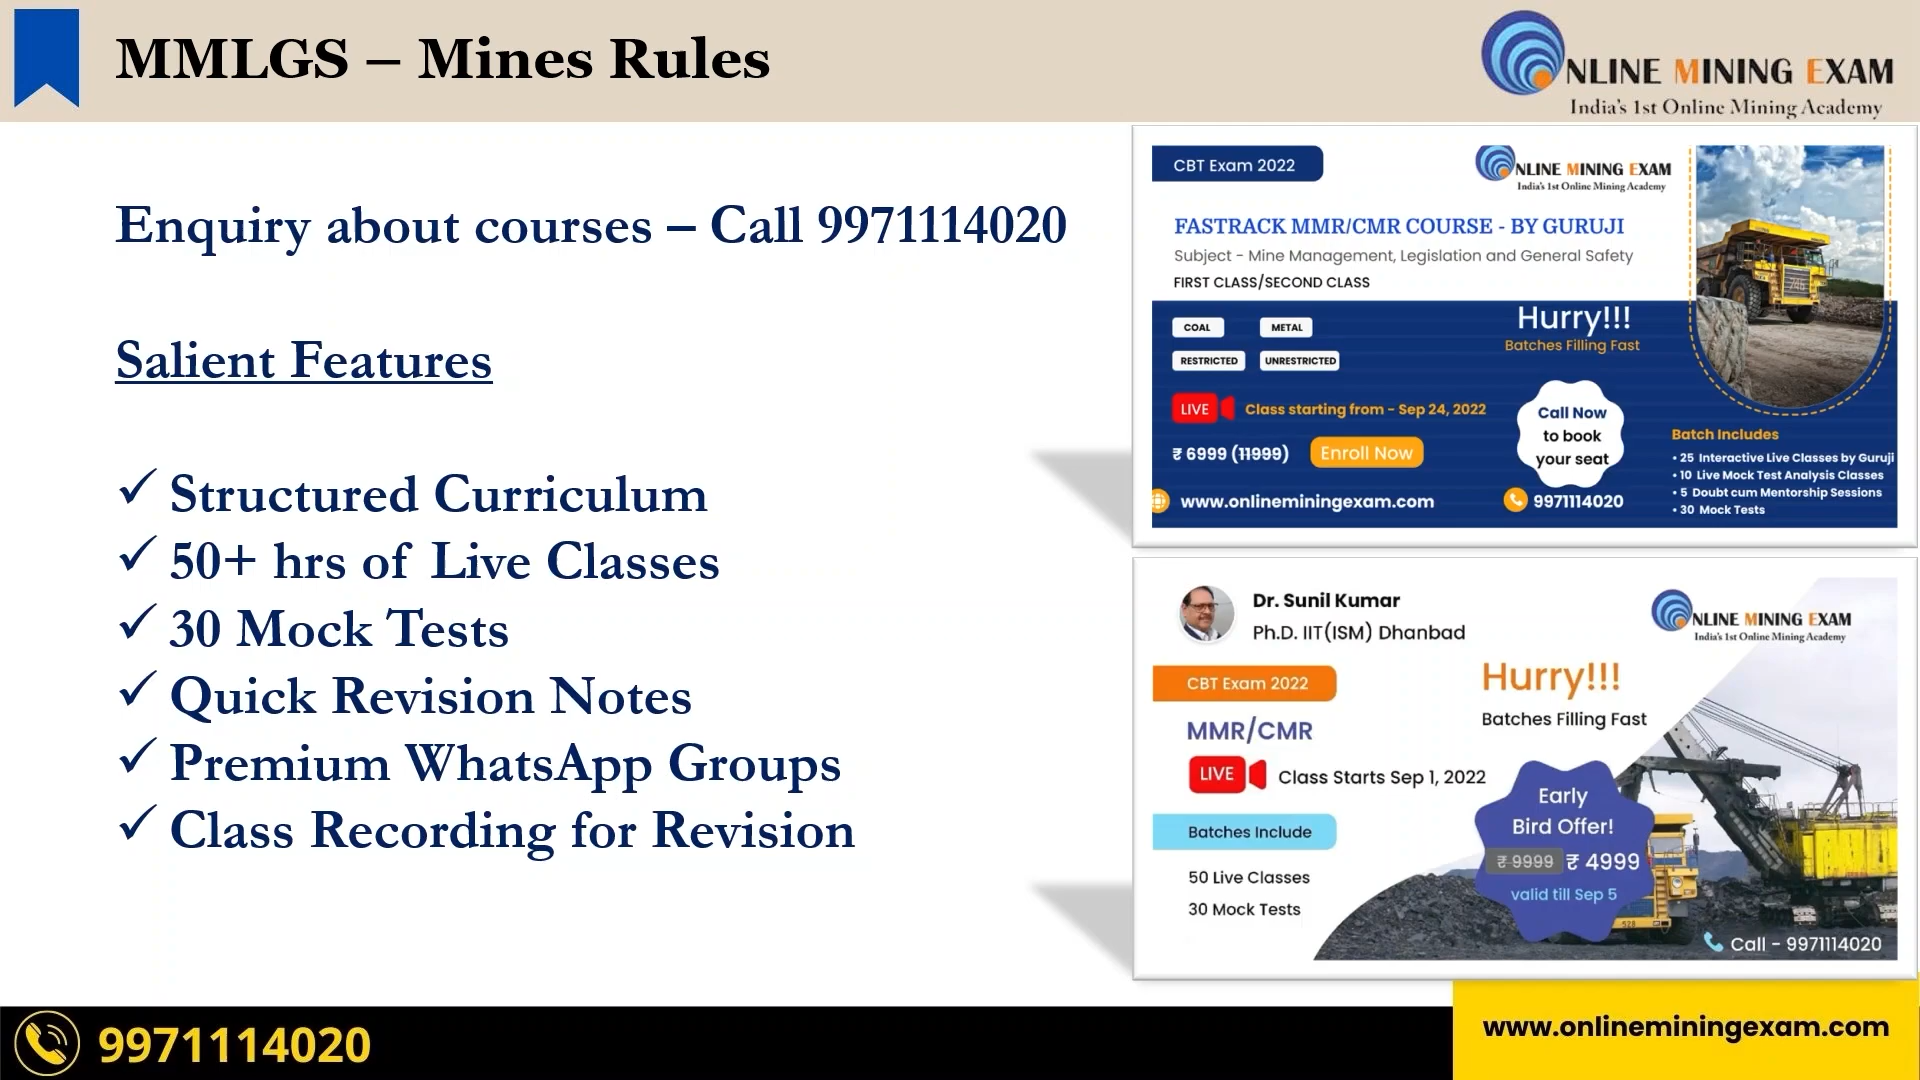 MMLGS – Mines Rules
NLINE MINING EXAM
India's 1st Online Mining Academy
Enquiry about courses – Call 9971114020
Salient Features
✓ Structured Curriculum
✓ 50+ hrs of Live Classes
✓ 30 Mock Tests
✓ Quick Revision Notes
✓ Premium WhatsApp Groups
✓ Class Recording for Revision
CBT Exam 2022
NLINE MINING EXAM
India's 1st Online Mining Academy
FASTRACK MMR/CMR COURSE - BY GURUJI
Subject - Mine Management, Legislation and General Safety
FIRST CLASS/SECOND CLASS
COAL
METAL
RESTRICTED
UNRESTRICTED
Hurry!!!
Batches Filling Fast
LIVE
Class starting from - Sep 24, 2022
₹ 6999 (11999)
Enroll Now
www.onlineminingexam.com
Call Now
to book
your seat
9971114020
Batch Includes
• 25 Interactive Live Classes by Guruji
• 10 Live Mock Test Analysis Classes
• 5 Doubt cum Mentorship Sessions
• 30 Mock Tests
Dr. Sunil Kumar
Ph.D. IIT(ISM) Dhanbad
NLINE MINING EXAM
India's 1st Online Mining Academy
CBT Exam 2022
MMR/CMR
LIVE
Class Starts Sep 1, 2022
Batches Include
50 Live Classes
30 Mock Tests
Hurry!!!
Batches Filling Fast
Early
Bird Offer!
₹ 9999 ₹ 4999
valid till Sep 5
528
Call - 9971114020
9971114020
www.onlineminingexam.com